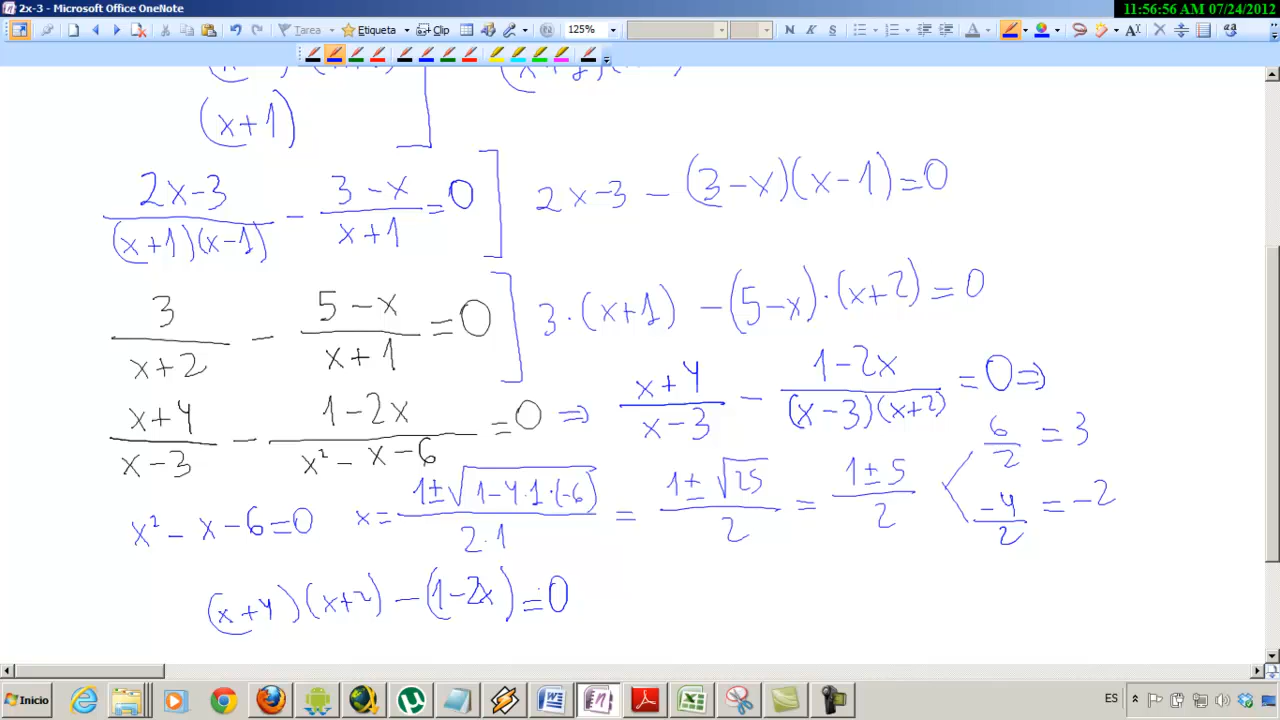 2x-3 - Microsoft Office OneNote
11:56:56 AM 07/24/2012
Tarea Etiqueta Clip 125% N K S
(x+1)
(2x-3)/((x+1)(x-1)) - (3-x)/(x+1) = 0 ] 2x-3 - (3-x)(x-1) = 0
3/(x+2) - (5-x)/(x+1) = 0 ] 3·(x+1) - (5-x)·(x+2) = 0
(x+4)/(x-3) - (1-2x)/(x² - x - 6) = 0 ⇒ (x+4)/(x-3) - (1-2x)/((x-3)(x+2)) = 0 ⇒
x² - x - 6 = 0 x = (1±√(1-4·1·(-6)))/(2·1) = (1±√25)/2 = (1±5)/2
6/2 = 3
-4/2 = -2
(x+4)(x+2) - (1-2x) = 0
Inicio
ES
11:56